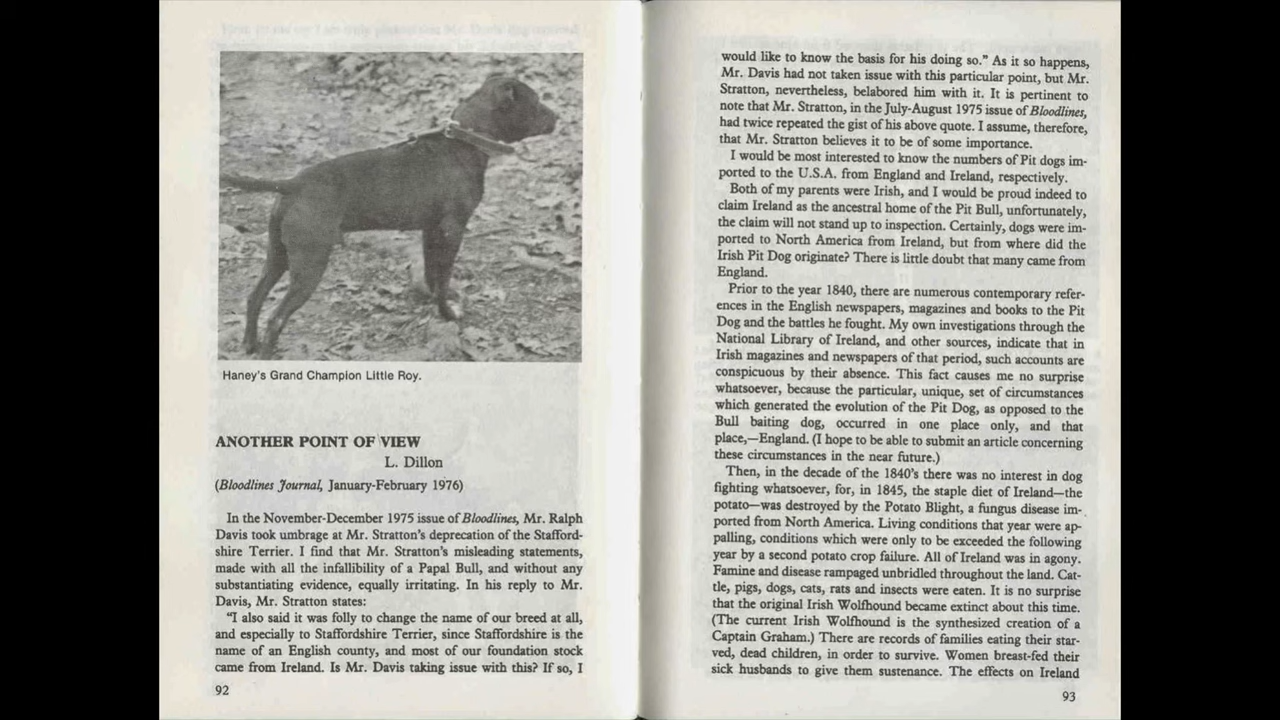 Haney's Grand Champion Little Roy.
ANOTHER POINT OF VIEW
L. Dillon
(Bloodlines Journal, January-February 1976)
In the November-December 1975 issue of Bloodlines, Mr. Ralph
Davis took umbrage at Mr. Stratton's deprecation of the Stafford-
shire Terrier. I find that Mr. Stratton's misleading statements,
made with all the infallibility of a Papal Bull, and without any
substantiating evidence, equally irritating. In his reply to Mr.
Davis, Mr. Stratton states:
"I also said it was folly to change the name of our breed at all,
and especially to Staffordshire Terrier, since Staffordshire is the
name of an English county, and most of our foundation stock
came from Ireland. Is Mr. Davis taking issue with this? If so, I
92
would like to know the basis for his doing so." As it so happens,
Mr. Davis had not taken issue with this particular point, but Mr.
Stratton, nevertheless, belabored him with it. It is pertinent to
note that Mr. Stratton, in the July-August 1975 issue of Bloodlines,
had twice repeated the gist of his above quote. I assume, therefore,
that Mr. Stratton believes it to be of some importance.
I would be most interested to know the numbers of Pit dogs im-
ported to the U.S.A. from England and Ireland, respectively.
Both of my parents were Irish, and I would be proud indeed to
claim Ireland as the ancestral home of the Pit Bull, unfortunately,
the claim will not stand up to inspection. Certainly, dogs were im-
ported to North America from Ireland, but from where did the
Irish Pit Dog originate? There is little doubt that many came from
England.
Prior to the year 1840, there are numerous contemporary refer-
ences in the English newspapers, magazines and books to the Pit
Dog and the battles he fought. My own investigations through the
National Library of Ireland, and other sources, indicate that in
Irish magazines and newspapers of that period, such accounts are
conspicuous by their absence. This fact causes me no surprise
whatsoever, because the particular, unique, set of circumstances
which generated the evolution of the Pit Dog, as opposed to the
Bull baiting dog, occurred in one place only, and that
place,—England. (I hope to be able to submit an article concerning
these circumstances in the near future.)
Then, in the decade of the 1840's there was no interest in dog
fighting whatsoever, for, in 1845, the staple diet of Ireland—the
potato—was destroyed by the Potato Blight, a fungus disease im-
ported from North America. Living conditions that year were ap-
palling, conditions which were only to be exceeded the following
year by a second potato crop failure. All of Ireland was in agony.
Famine and disease rampaged unbridled throughout the land. Cat-
tle, pigs, dogs, cats, rats and insects were eaten. It is no surprise
that the original Irish Wolfhound became extinct about this time.
(The current Irish Wolfhound is the synthesized creation of a
Captain Graham.) There are records of families eating their star-
ved, dead children, in order to survive. Women breast-fed their
sick husbands to give them sustenance. The effects on Ireland
93